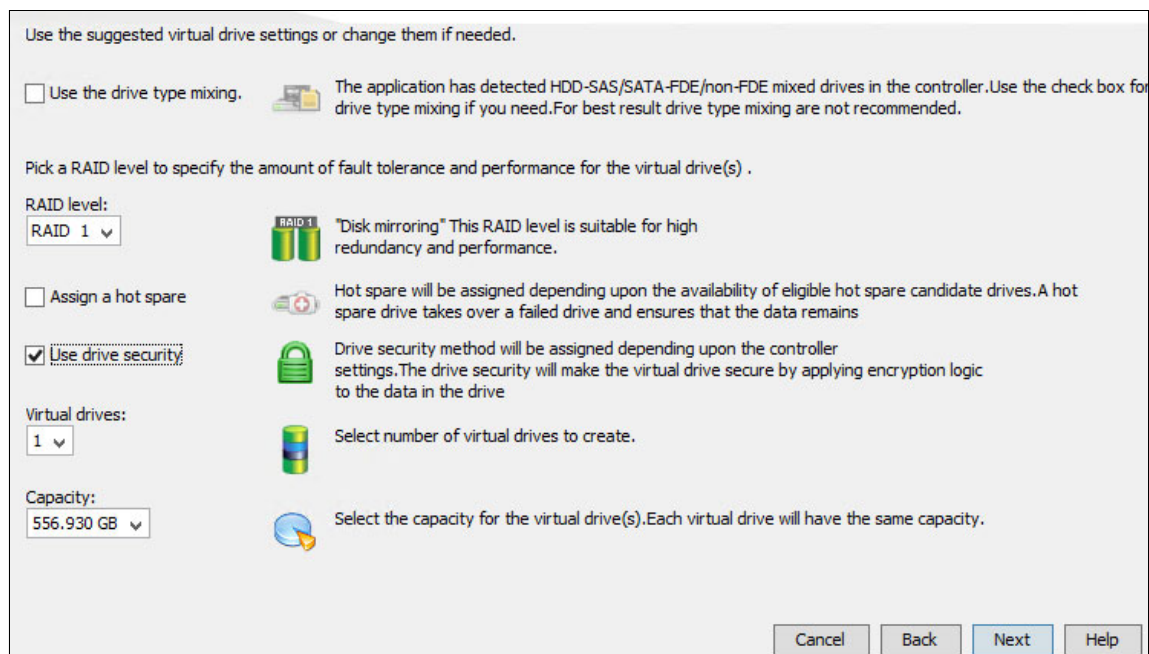 Use the suggested virtual drive settings or change them if needed.
Use the drive type mixing.
The application has detected HDD-SAS/SATA-FDE/non-FDE mixed drives in the controller.Use the check box for
drive type mixing if you need.For best result drive type mixing are not recommended.
Pick a RAID level to specify the amount of fault tolerance and performance for the virtual drive(s) .
RAID level:
RAID 1
RAID 1
"Disk mirroring" This RAID level is suitable for high
redundancy and performance.
Assign a hot spare
Hot spare will be assigned depending upon the availability of eligible hot spare candidate drives.A hot
spare drive takes over a failed drive and ensures that the data remains
Use drive security
Drive security method will be assigned depending upon the controller
settings.The drive security will make the virtual drive secure by applying encryption logic
to the data in the drive
Virtual drives:
1
Select number of virtual drives to create.
Capacity:
556.930 GB
Select the capacity for the virtual drive(s).Each virtual drive will have the same capacity.
Cancel Back Next Help